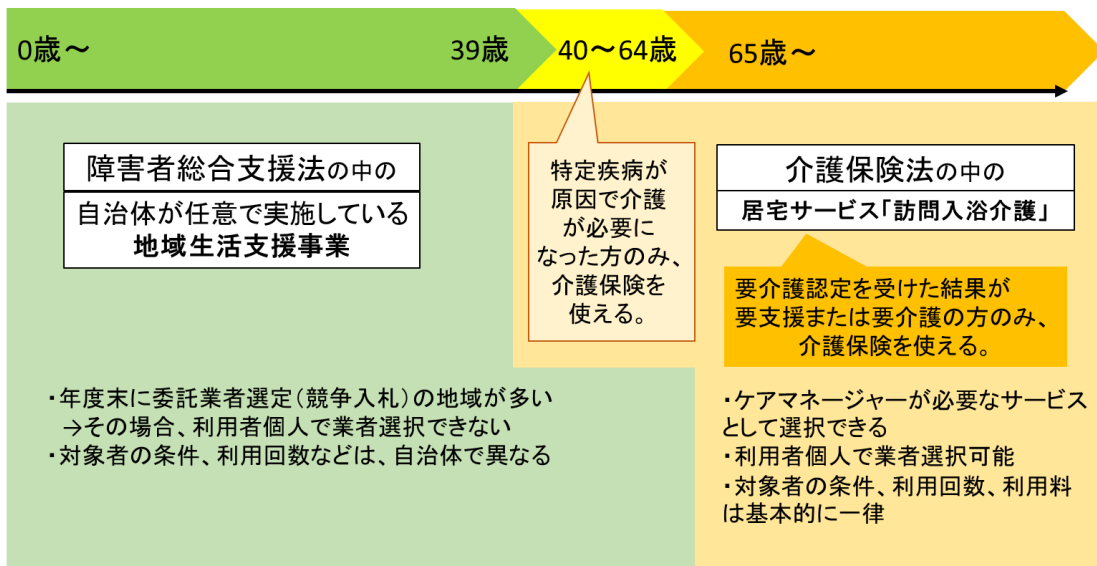 0歳~
39歳
40~64歳
65歳~
障害者総合支援法の中の
自治体が任意で実施している
地域生活支援事業
特定疾病が
原因で介護
が必要に
なった方のみ、
介護保険を
使える。
介護保険法の中の
居宅サービス「訪問入浴介護」
要介護認定を受けた結果が
要支援または要介護の方のみ、
介護保険を使える。
・年度末に委託業者選定(競争入札)の地域が多い
→その場合、利用者個人で業者選択できない
・対象者の条件、利用回数などは、自治体で異なる
・ケアマネージャーが必要なサービス
として選択できる
・利用者個人で業者選択可能
・対象者の条件、利用回数、利用料
は基本的に一律